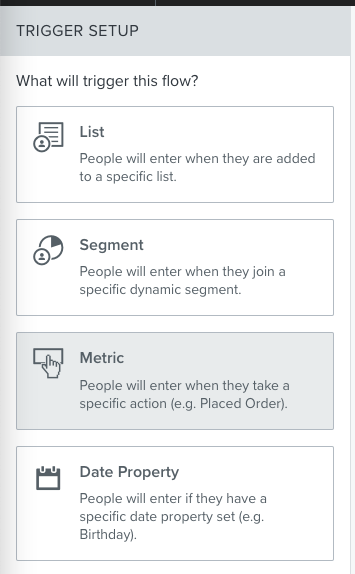 TRIGGER SETUP
What will trigger this flow?
List
People will enter when they are added
to a specific list.
Segment
People will enter when they join a
specific dynamic segment.
Metric
People will enter when they take a
specific action (e.g. Placed Order).
Date Property
People will enter if they have a
specific date property set (e.g.
Birthday).